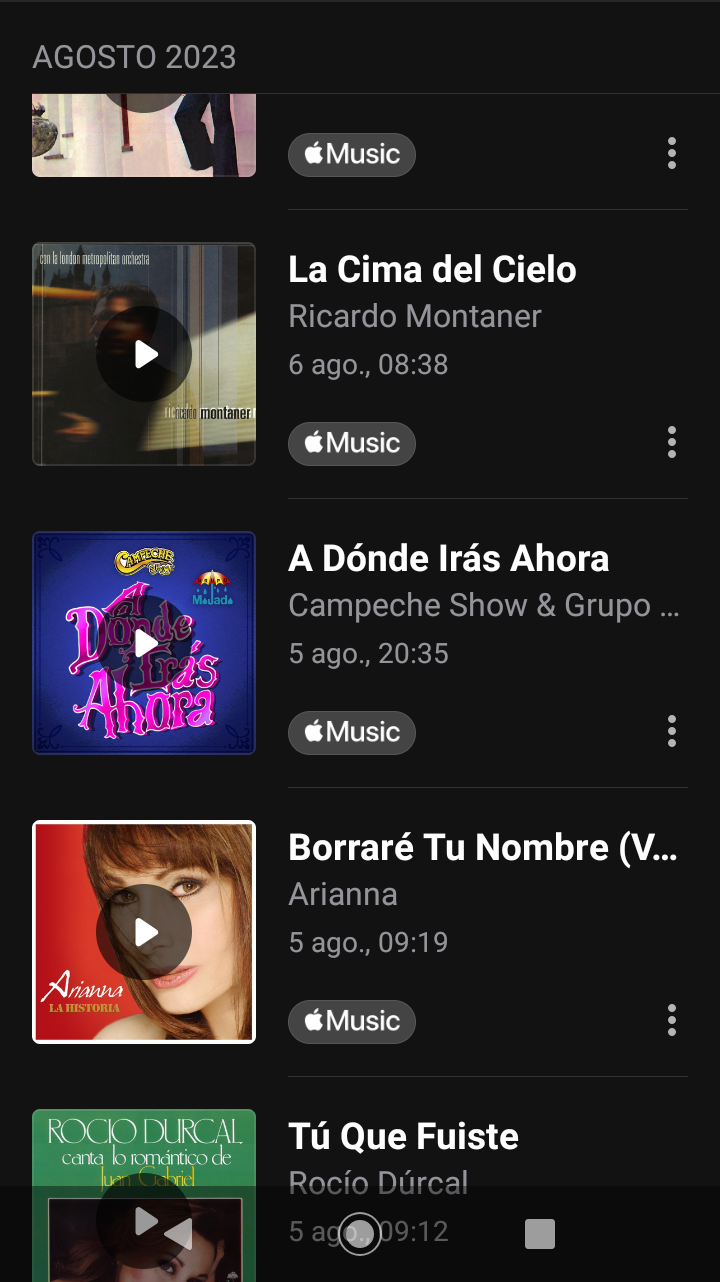 AGOSTO 2023
Music
con la london metropolitan orchestra
ricardo montaner
La Cima del Cielo
Ricardo Montaner
6 ago., 08:38
Music
CAMPECHE SHOW
MOJADO
A Dónde Irás Ahora
A Dónde Irás Ahora
Campeche Show & Grupo ...
5 ago., 20:35
Music
Arianna
LA HISTORIA
Borraré Tu Nombre (V...
Arianna
5 ago., 09:19
Music
ROCIO DURCAL
canta lo romántico de
Juan Gabriel
Tú Que Fuiste
Rocío Dúrcal
5 ago., 09:12